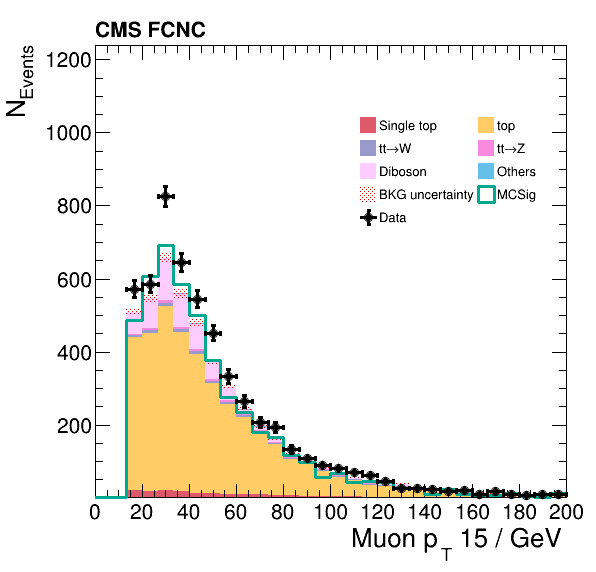 CMS FCNC
N_Events
1200
1000
800
600
400
200
Single top top
tt→W tt→Z
Diboson Others
BKG uncertainty MCSig
Data
0 20 40 60 80 100 120 140 160 180 200
Muon p_T 15 / GeV